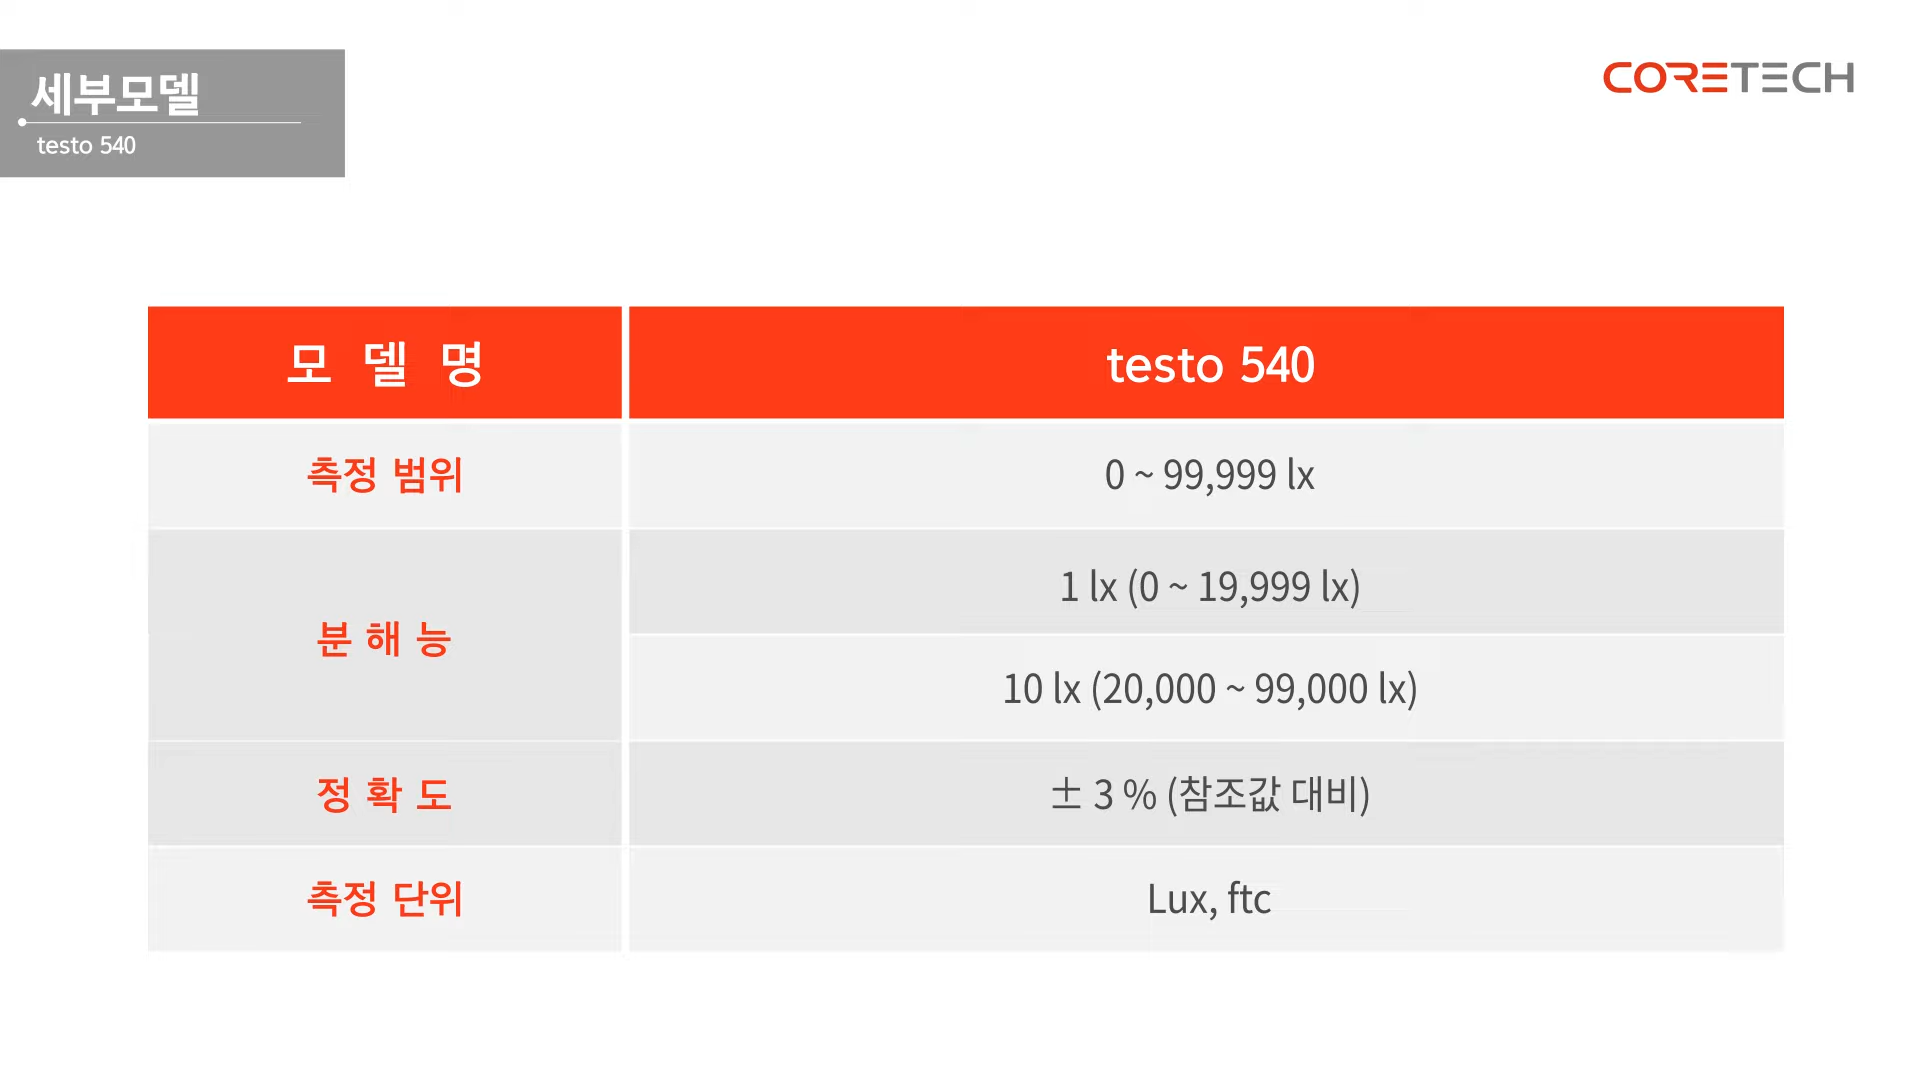 세부모델
testo 540
CORETECH
모 델 명 testo 540
측정 범위 0 ~ 99,999 lx
분 해 능 1 lx (0 ~ 19,999 lx)
10 lx (20,000 ~ 99,000 lx)
정 확 도 ± 3 % (참조값 대비)
측정 단위 Lux, ftc